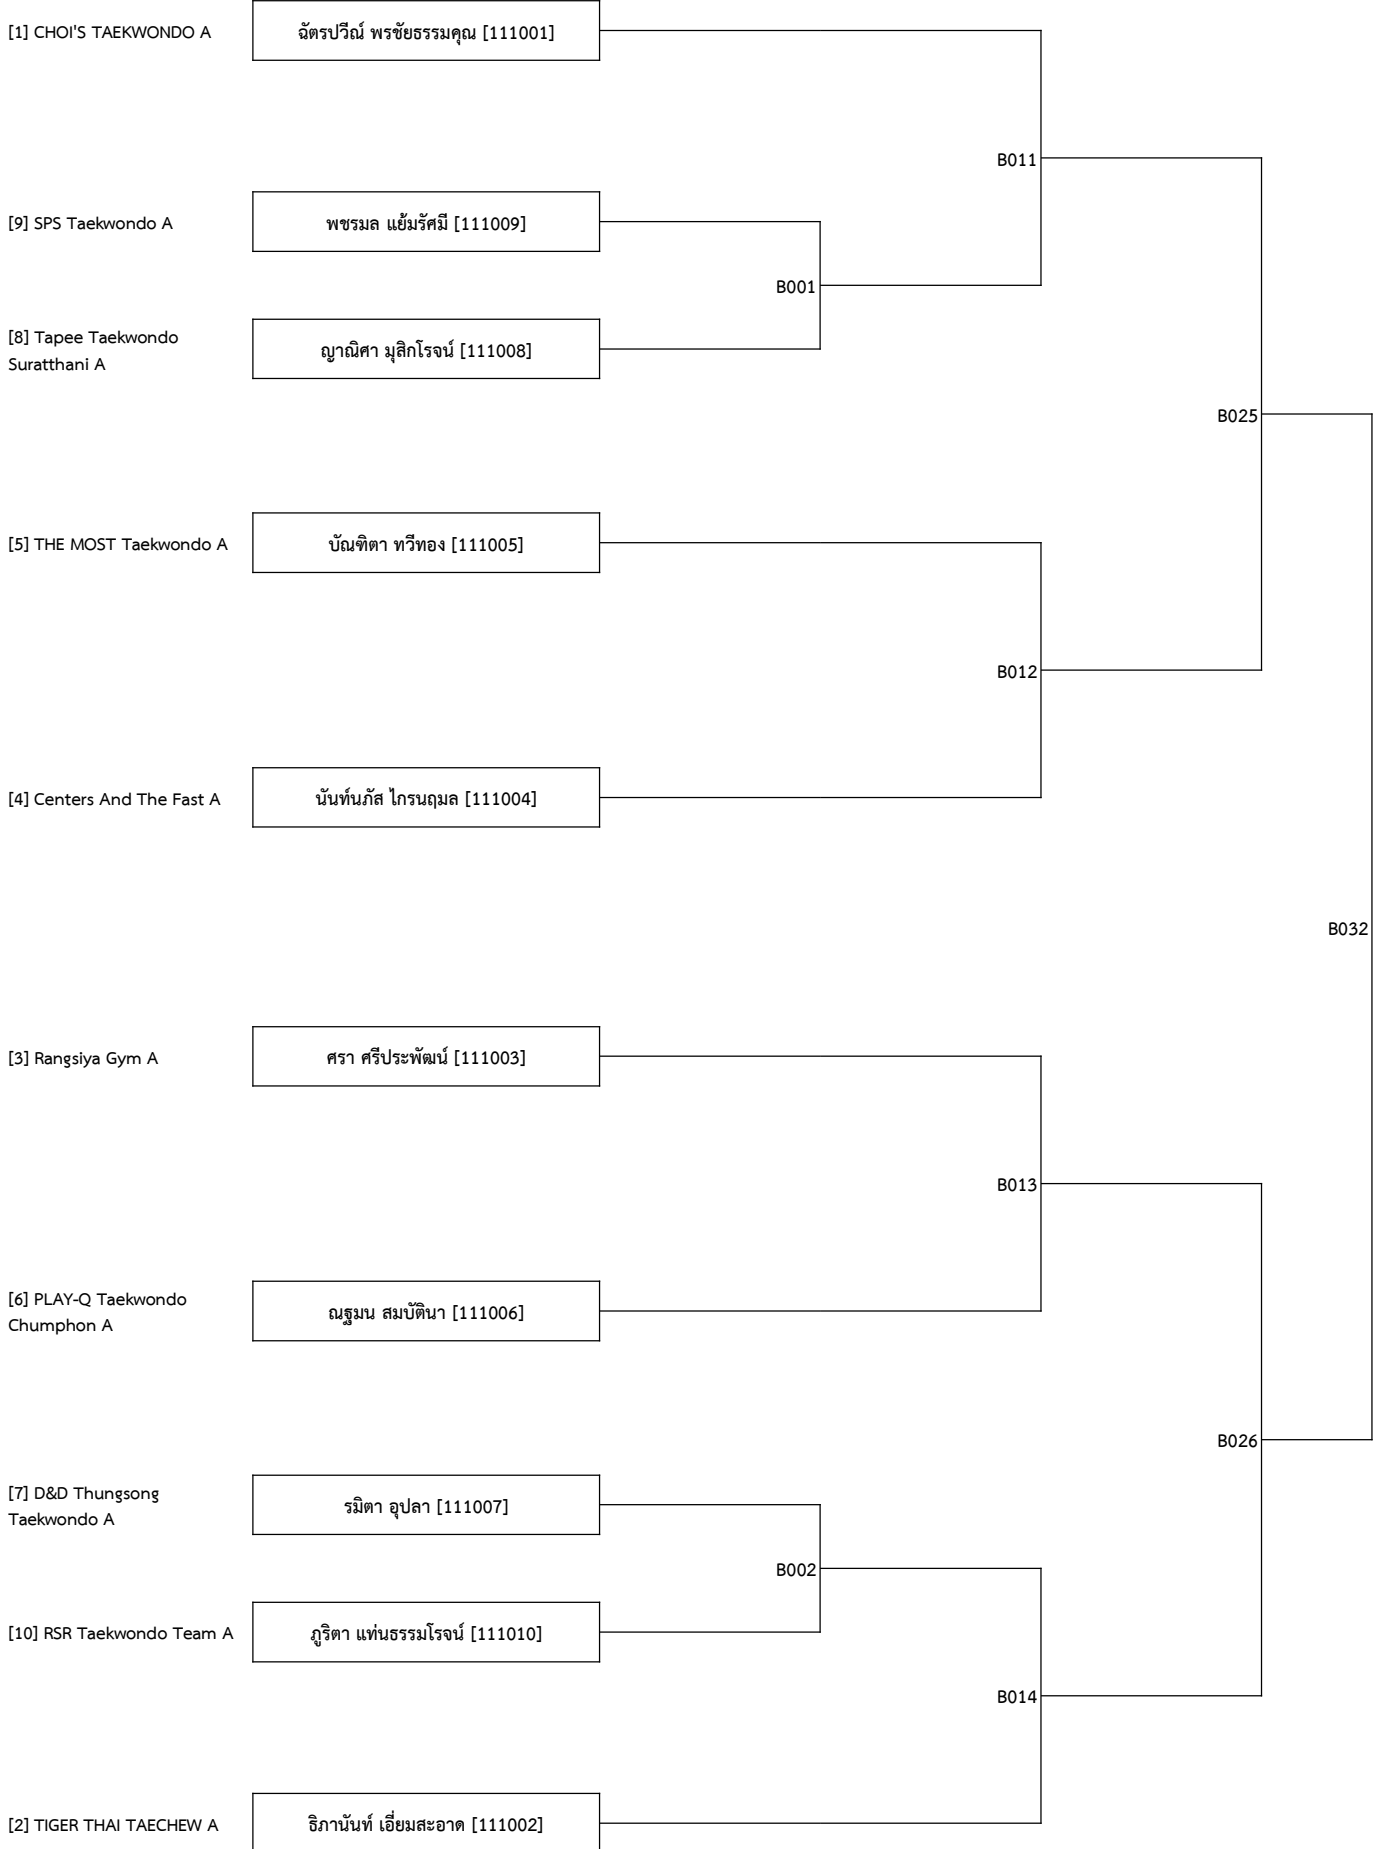 [1] CHOI'S TAEKWONDO A
ฉัตรปวีณ์ พรชัยธรรมคุณ [111001]
B011
[9] SPS Taekwondo A
พชรมล แย้มรัศมี [111009]
B001
[8] Tapee Taekwondo
Suratthani A
ญาณิศา มุสิกโรจน์ [111008]
B025
[5] THE MOST Taekwondo A
บัณฑิตา ทวีทอง [111005]
B012
[4] Centers And The Fast A
นันท์นภัส ไกรนฤมล [111004]
B032
[3] Rangsiya Gym A
ศรา ศรีประพัฒน์ [111003]
B013
[6] PLAY-Q Taekwondo
Chumphon A
ณฐมน สมบัตินา [111006]
B026
[7] D&D Thungsong
Taekwondo A
รมิตา อุปลา [111007]
B002
[10] RSR Taekwondo Team A
ภูริตา แท่นธรรมโรจน์ [111010]
B014
[2] TIGER THAI TAECHEW A
ธิภานันท์ เอี่ยมสะอาด [111002]